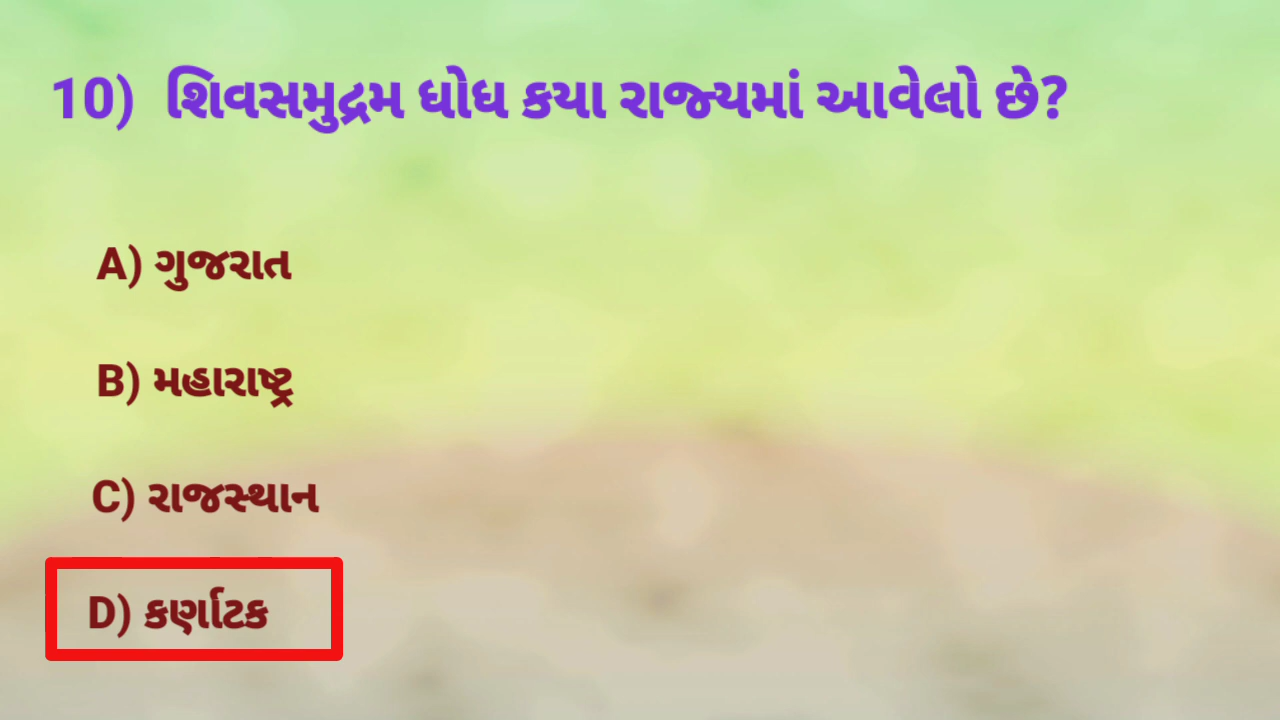 10) શિવસમુદ્રમ ધોધ કયા રાજ્યમાં આવેલો છે?
A) ગુજરાત
B) મહારાષ્ટ્ર
C) રાજસ્થાન
D) કર્ણાટક